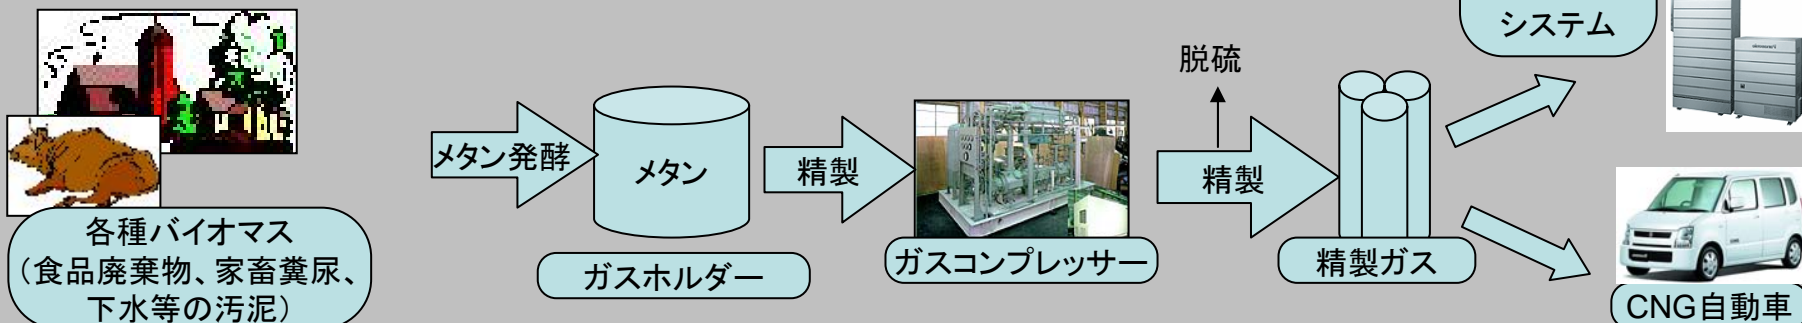 各種バイオマス
(食品廃棄物、家畜糞尿、
下水等の汚泥)
メタン発酵
メタン
ガスホルダー
精製
ガスコンプレッサー
脱硫
精製
精製ガス
システム
CNG自動車